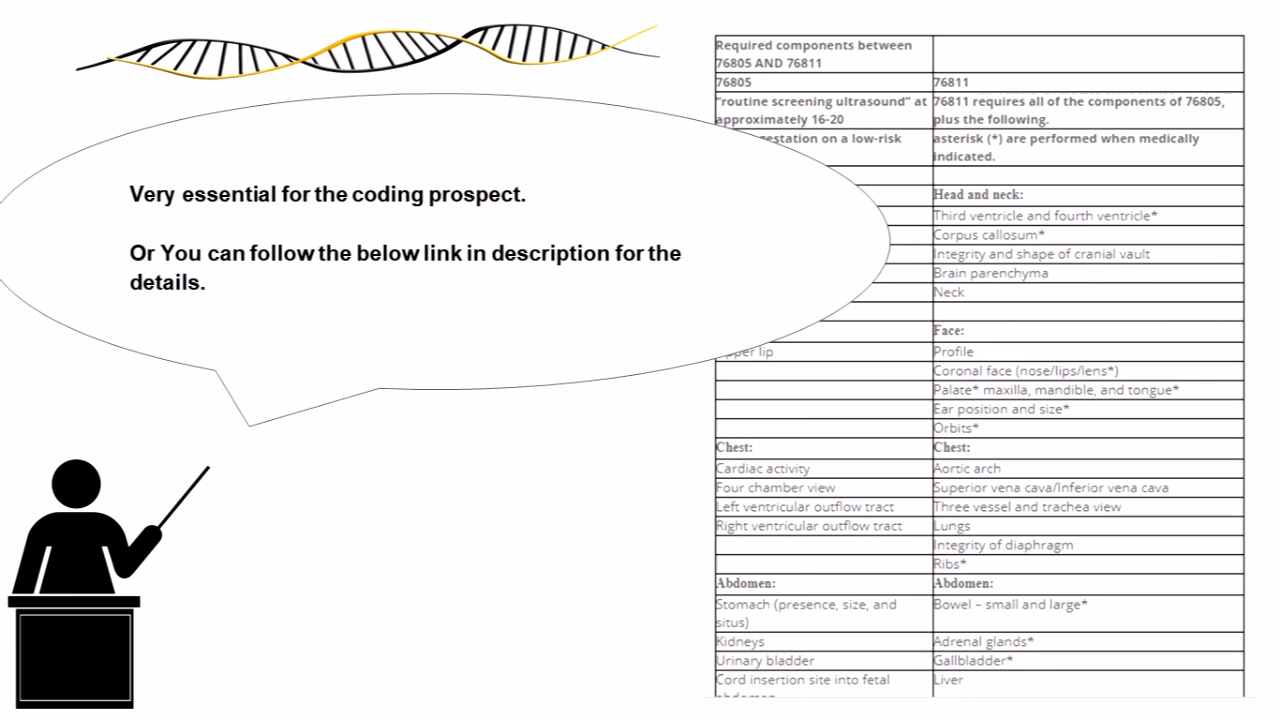 Very essential for the coding prospect.
Or You can follow the below link in description for the
details.
Required components between
76805 AND 76811
76805
76811
“routine screening ultrasound” at
approximately 16-20
76811 requires all of the components of 76805,
plus the following.
on a low-risk
asterisk (*) are performed when medically
indicated.
Head and neck:
Third ventricle and fourth ventricle*
Corpus callosum*
Integrity and shape of cranial vault
Brain parenchyma
Neck
Face:
lip
Profile
Coronal face (nose/lips/lens*)
Palate* maxilla, mandible, and tongue*
Ear position and size*
Orbits*
Chest:
Chest:
Cardiac activity
Aortic arch
Four chamber view
Superior vena cava/Inferior vena cava
Left ventricular outflow tract
Three vessel and trachea view
Right ventricular outflow tract
Lungs
Integrity of diaphragm
Ribs*
Abdomen:
Abdomen:
Stomach (presence, size, and
situs)
Bowel – small and large*
Kidneys
Adrenal glands*
Urinary bladder
Gallbladder*
Cord insertion site into fetal
Liver